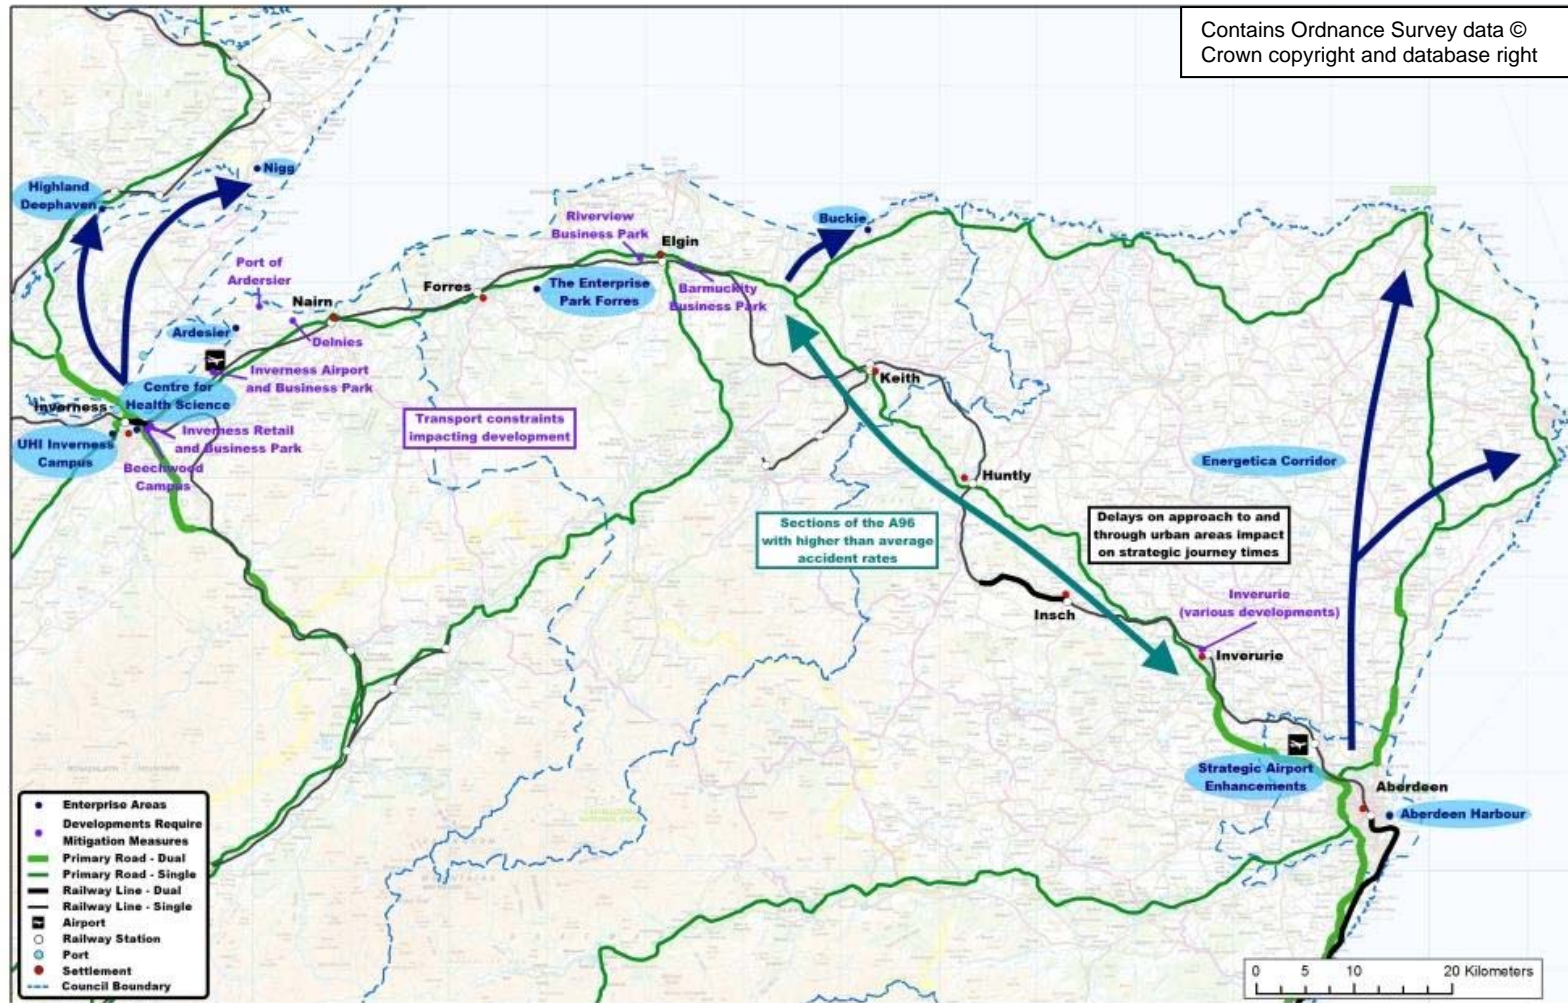 Contains Ordnance Survey data ©
Crown copyright and database right
Nigg
Highland
Deephaven
Buckie
Riverview
Business Park
Elgin
Port of
Ardersier
Nairn
Forres
The Enterprise
Park Forres
Barmuckity
Business Park
Ardesier
Delnies
Inverness Airport
and Business Park
Keith
Centre for
Health Science
Inverness
Transport constraints
impacting development
UHI Inverness
Campus
Inverness Retail
and Business Park
Beechwood
Campus
Huntly
Energetica Corridor
Sections of the A96
with higher than average
accident rates
Delays on approach to and
through urban areas impact
on strategic journey times
Insch
Inverurie
(various developments)
Inverurie
Strategic Airport
Enhancements
Aberdeen
Aberdeen Harbour
Enterprise Areas
Developments Require
Mitigation Measures
Primary Road - Dual
Primary Road - Single
Railway Line - Dual
Railway Line - Single
Airport
Railway Station
Port
Settlement
Council Boundary
0 5 10 20 Kilometers